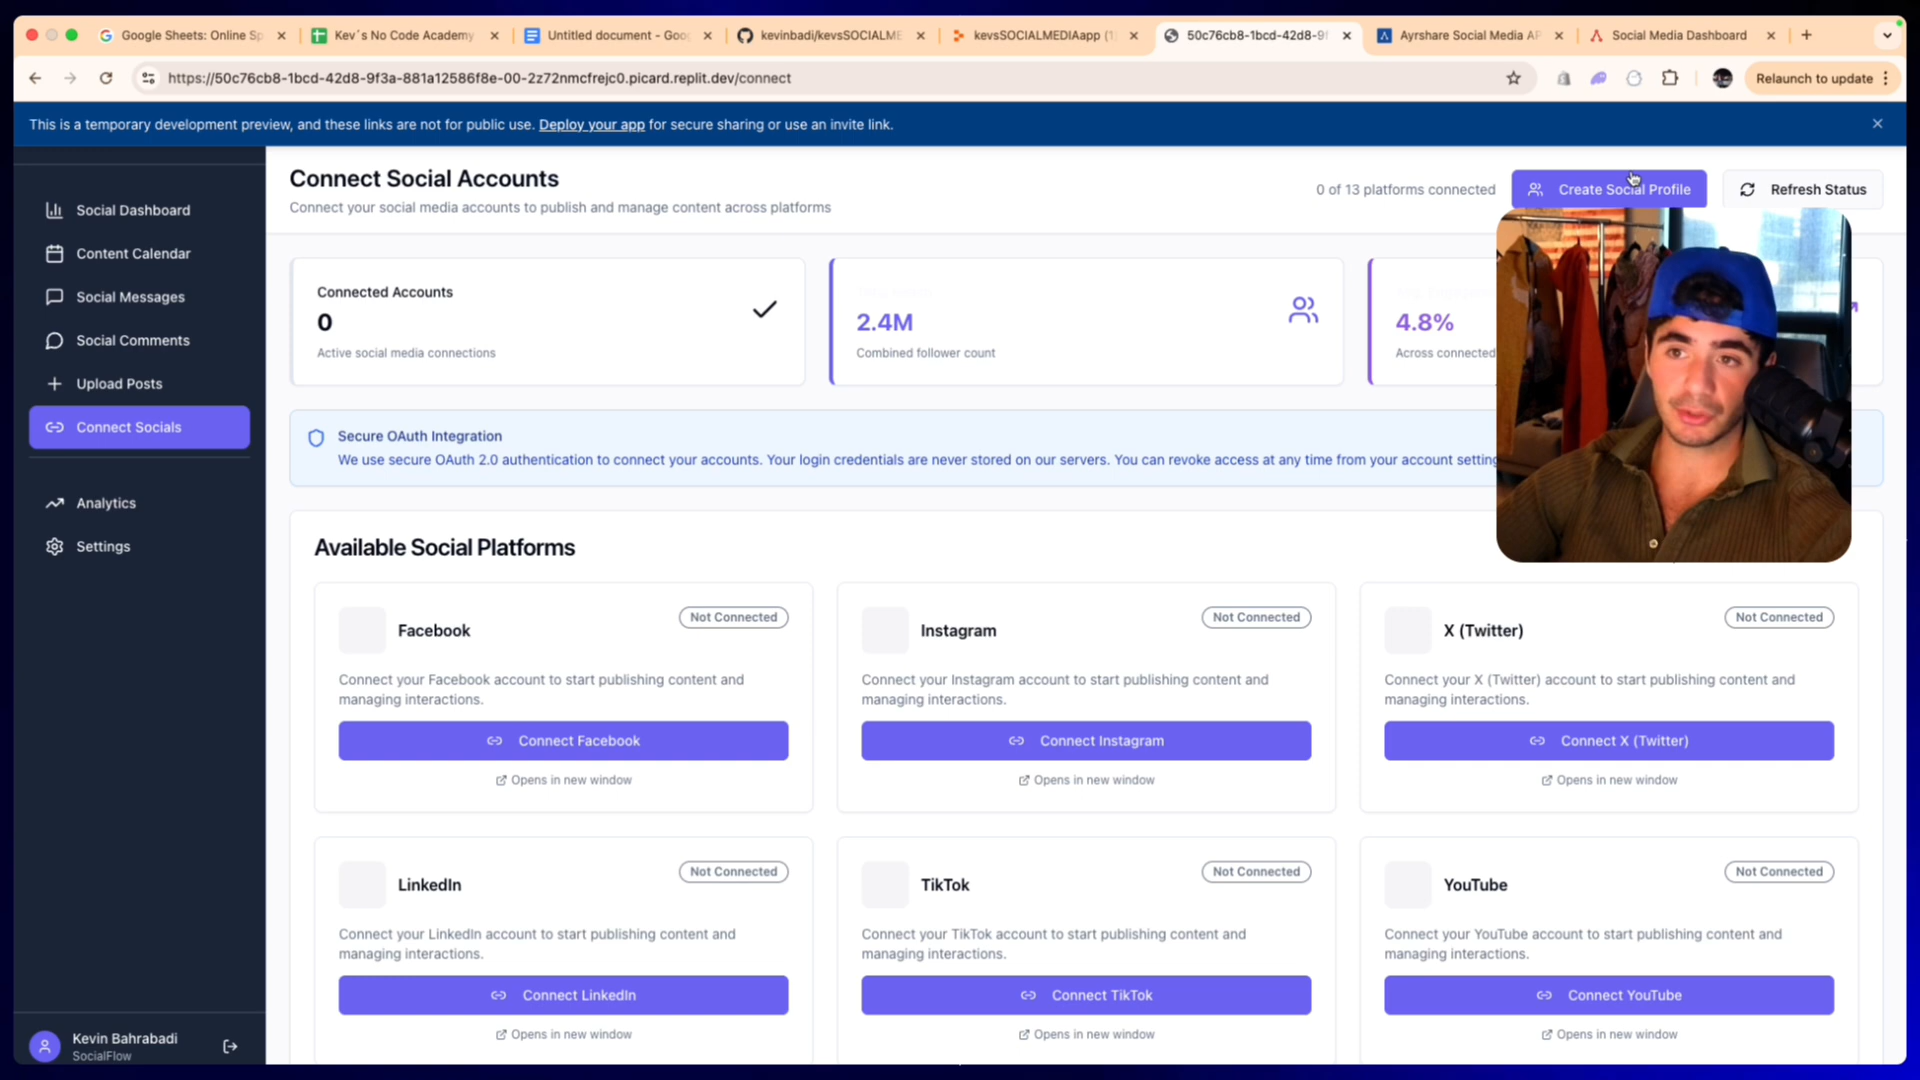 Google Sheets: Online Sp
Kev´s No Code Academy
Untitled document - Goog
kevinbadi/kevsSOCIALME
kevsSOCIALMEDIAapp (1
50c76cb8-1bcd-42d8-9f
Ayrshare Social Media AP
Social Media Dashboard
https://50c76cb8-1bcd-42d8-9f3a-881a12586f8e-00-2z72nmcfrejc0.picard.replit.dev/connect
Relaunch to update
This is a temporary development preview, and these links are not for public use. Deploy your app for secure sharing or use an invite link.
Social Dashboard
Content Calendar
Social Messages
Social Comments
Upload Posts
Connect Socials
Analytics
Settings
Kevin Bahrabadi
SocialFlow
Connect Social Accounts
Connect your social media accounts to publish and manage content across platforms
0 of 13 platforms connected
Create Social Profile
Refresh Status
Connected Accounts
0
Active social media connections
2.4M
Combined follower count
4.8%
Across connected
Secure OAuth Integration
We use secure OAuth 2.0 authentication to connect your accounts. Your login credentials are never stored on our servers. You can revoke access at any time from your account setting
Available Social Platforms
Facebook
Not Connected
Connect your Facebook account to start publishing content and
managing interactions.
Connect Facebook
Opens in new window
Instagram
Not Connected
Connect your Instagram account to start publishing content and
managing interactions.
Connect Instagram
Opens in new window
X (Twitter)
Not Connected
Connect your X (Twitter) account to start publishing content and
managing interactions.
Connect X (Twitter)
Opens in new window
LinkedIn
Not Connected
Connect your LinkedIn account to start publishing content and
managing interactions.
Connect LinkedIn
Opens in new window
TikTok
Not Connected
Connect your TikTok account to start publishing content and
managing interactions.
Connect TikTok
Opens in new window
YouTube
Not Connected
Connect your YouTube account to start publishing content and
managing interactions.
Connect YouTube
Opens in new window